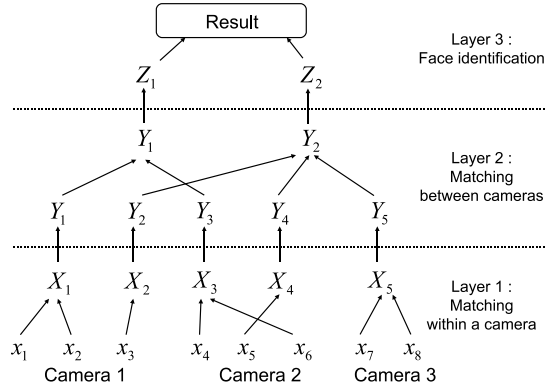 Result
Layer 3 :
Face identification
Z1 Z2
Y1 Y2
Layer 2 :
Matching
between cameras
Y1 Y2 Y3 Y4 Y5
X1 X2 X3 X4 X5
Layer 1 :
Matching
within a camera
x1 x2 x3 x4 x5 x6 x7 x8
Camera 1 Camera 2 Camera 3